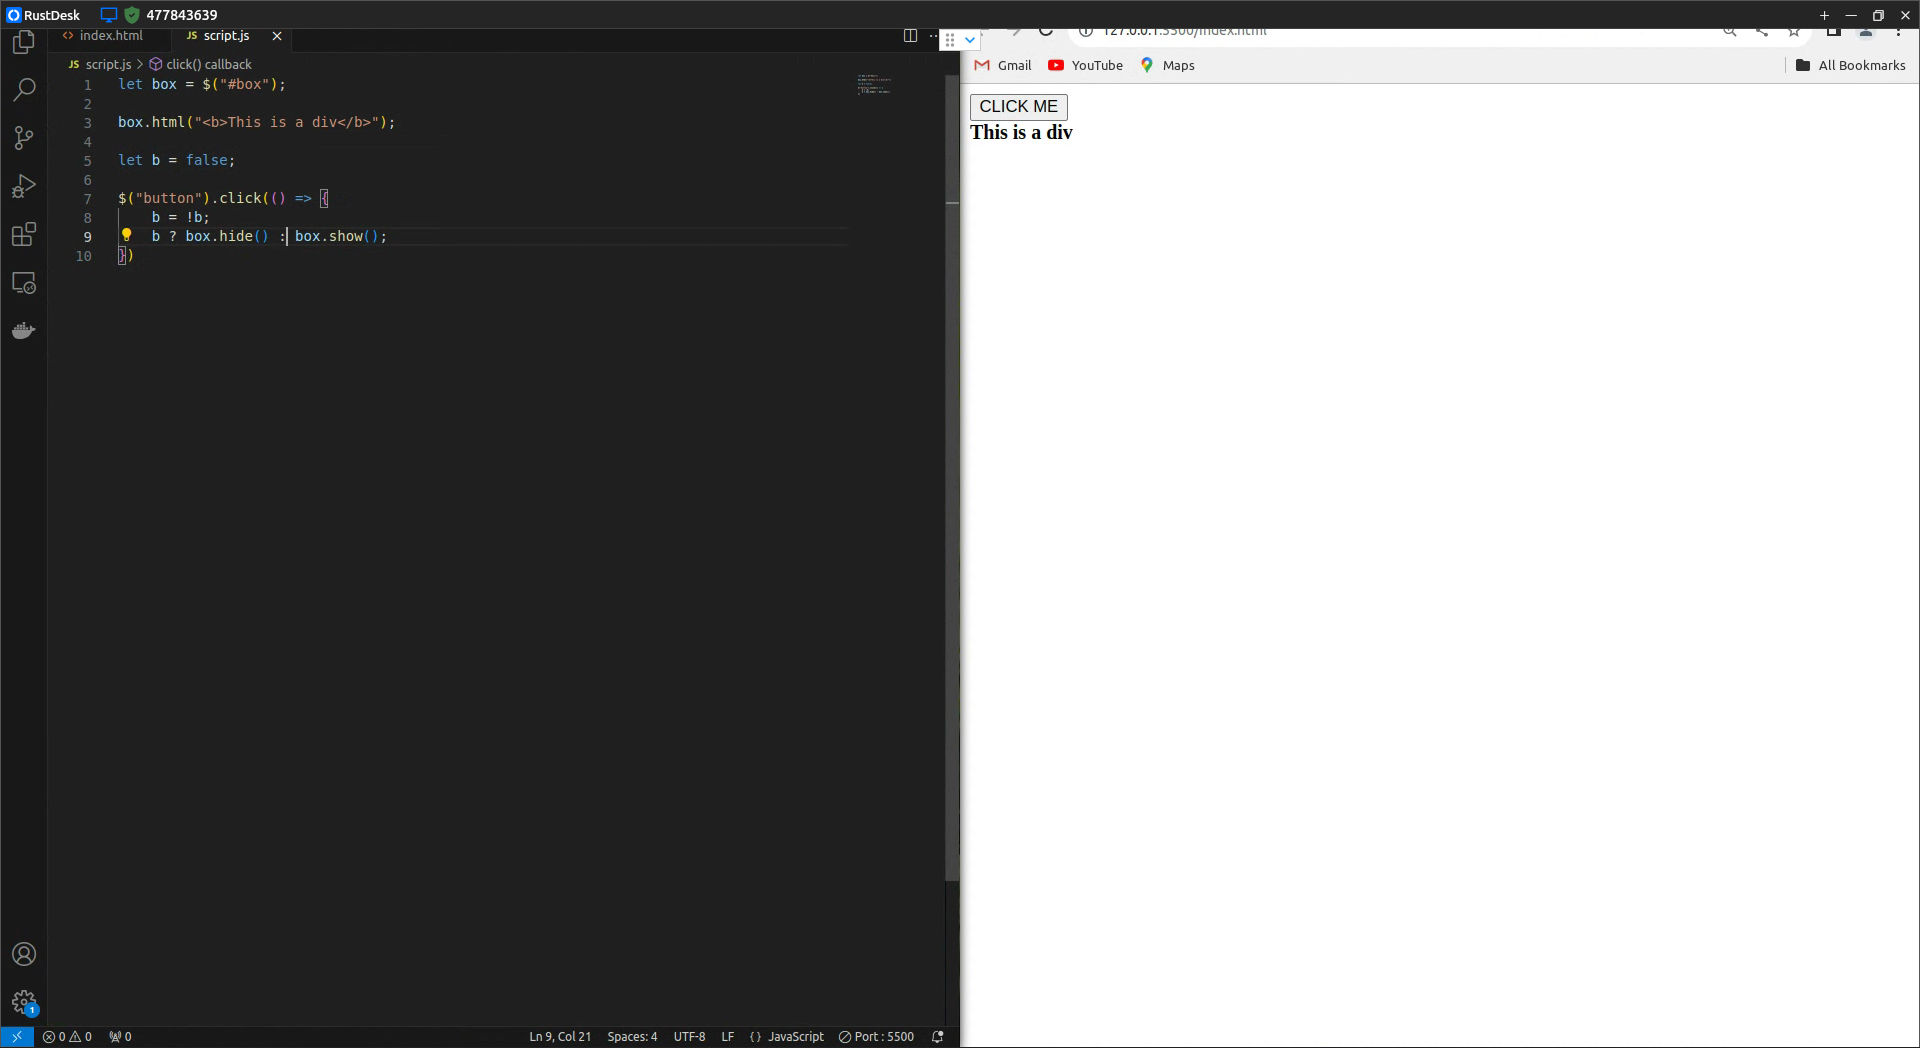 RustDesk 477843639
index.html script.js
script.js > click() callback
1 let box = $("#box");
2
3 box.html("<b>This is a div</b>");
4
5 let b = false;
6
7 $("button").click(() => {
8 b = !b;
9 b ? box.hide() : box.show();
10 })
0 0 0
Ln 9, Col 21 Spaces: 4 UTF-8 LF { } JavaScript Port : 5500
1
127.0.0.1:5500/index.html
Gmail YouTube Maps All Bookmarks
CLICK ME
This is a div